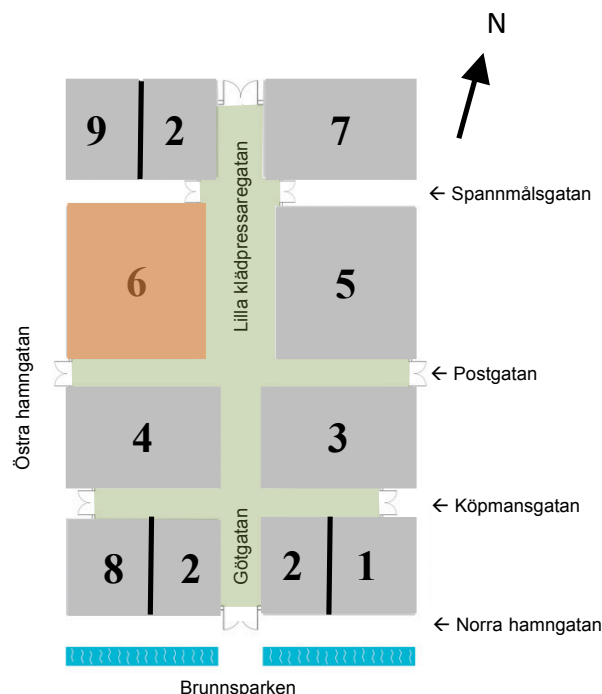 N
9 2 7
← Spannmålsgatan
Lilla klädpressaregatan
6 5
← Postgatan
Östra hamngatan
4 3
← Köpmansgatan
Götgatan
8 2 2 1
← Norra hamngatan
Brunnsparken